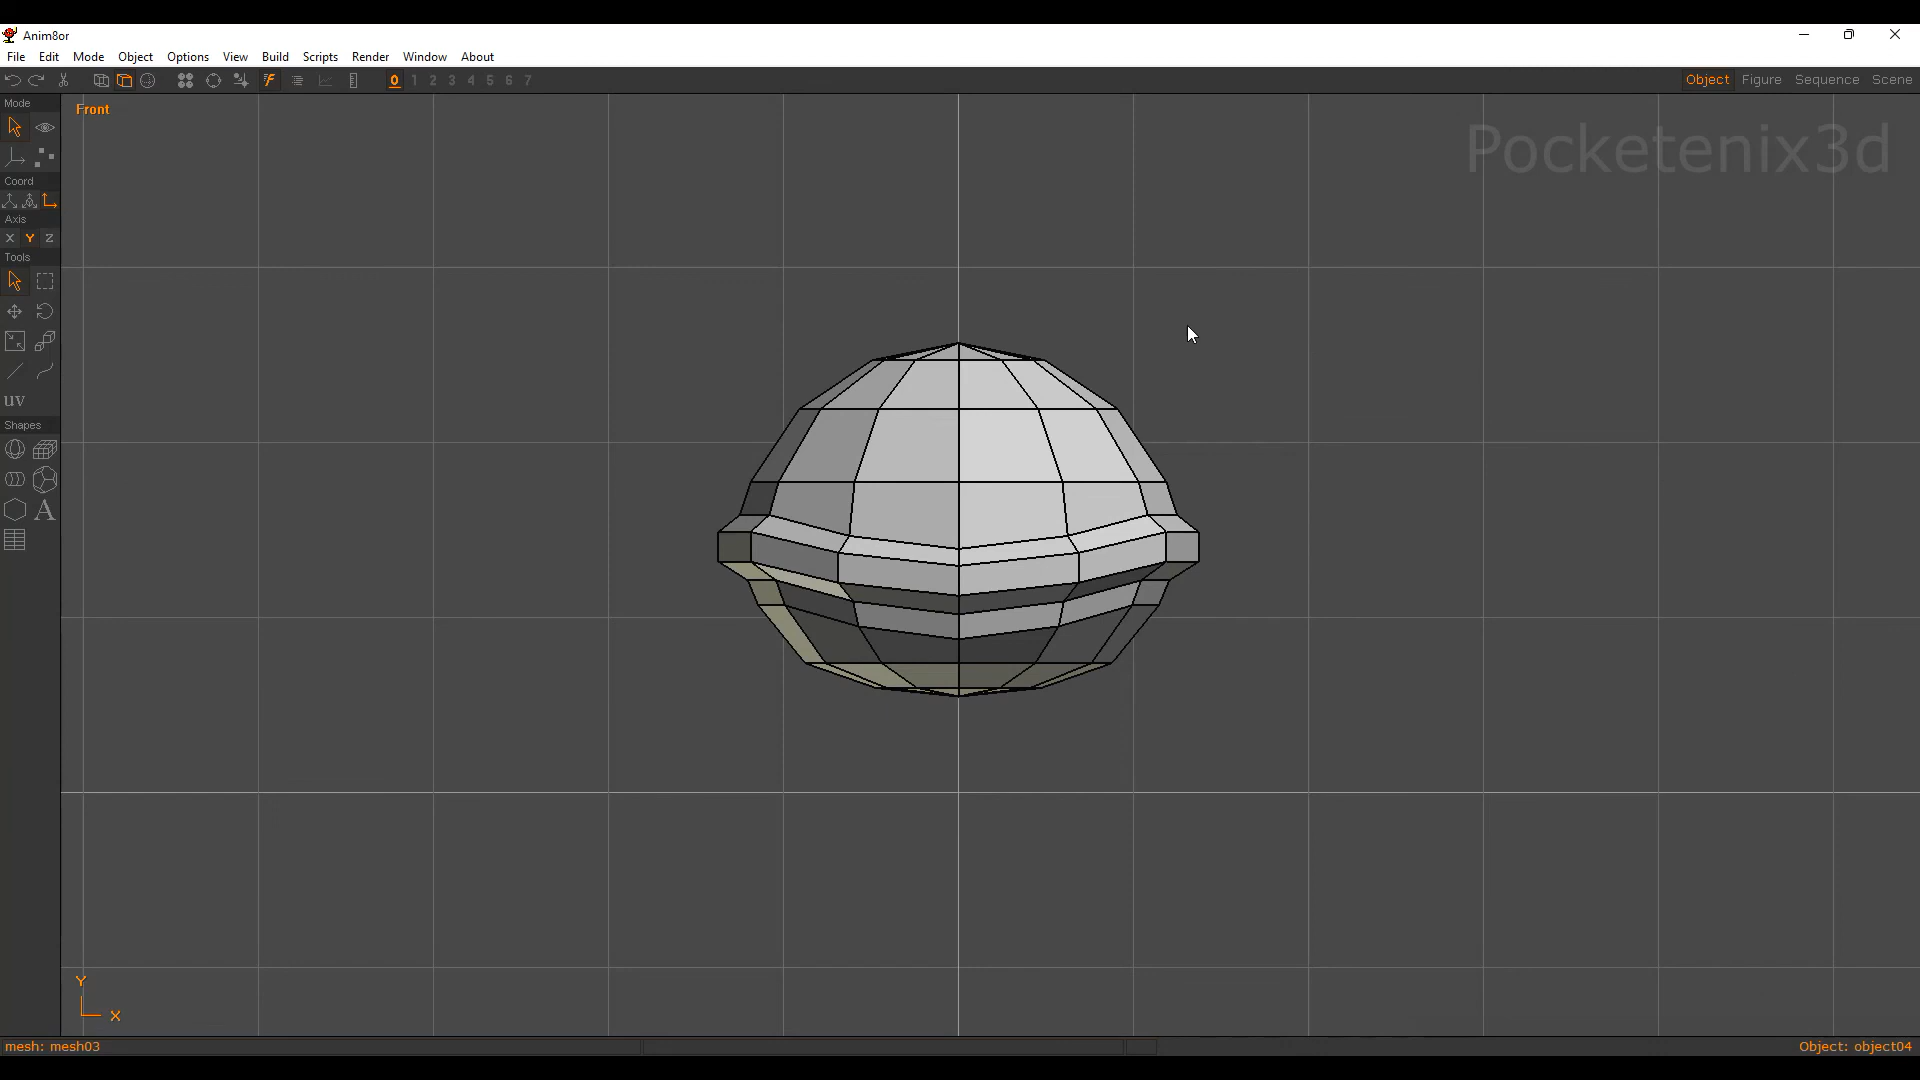 Anim8or
File Edit Mode Object Options View Build Scripts Render Window About
0 1 2 3 4 5 6 7
Object Figure Sequence Scene
Mode
Front
Pocketenix3d
Coord
Axis
X Y Z
Tools
uv
Shapes
A
Y
X
mesh: mesh03
Object: object04